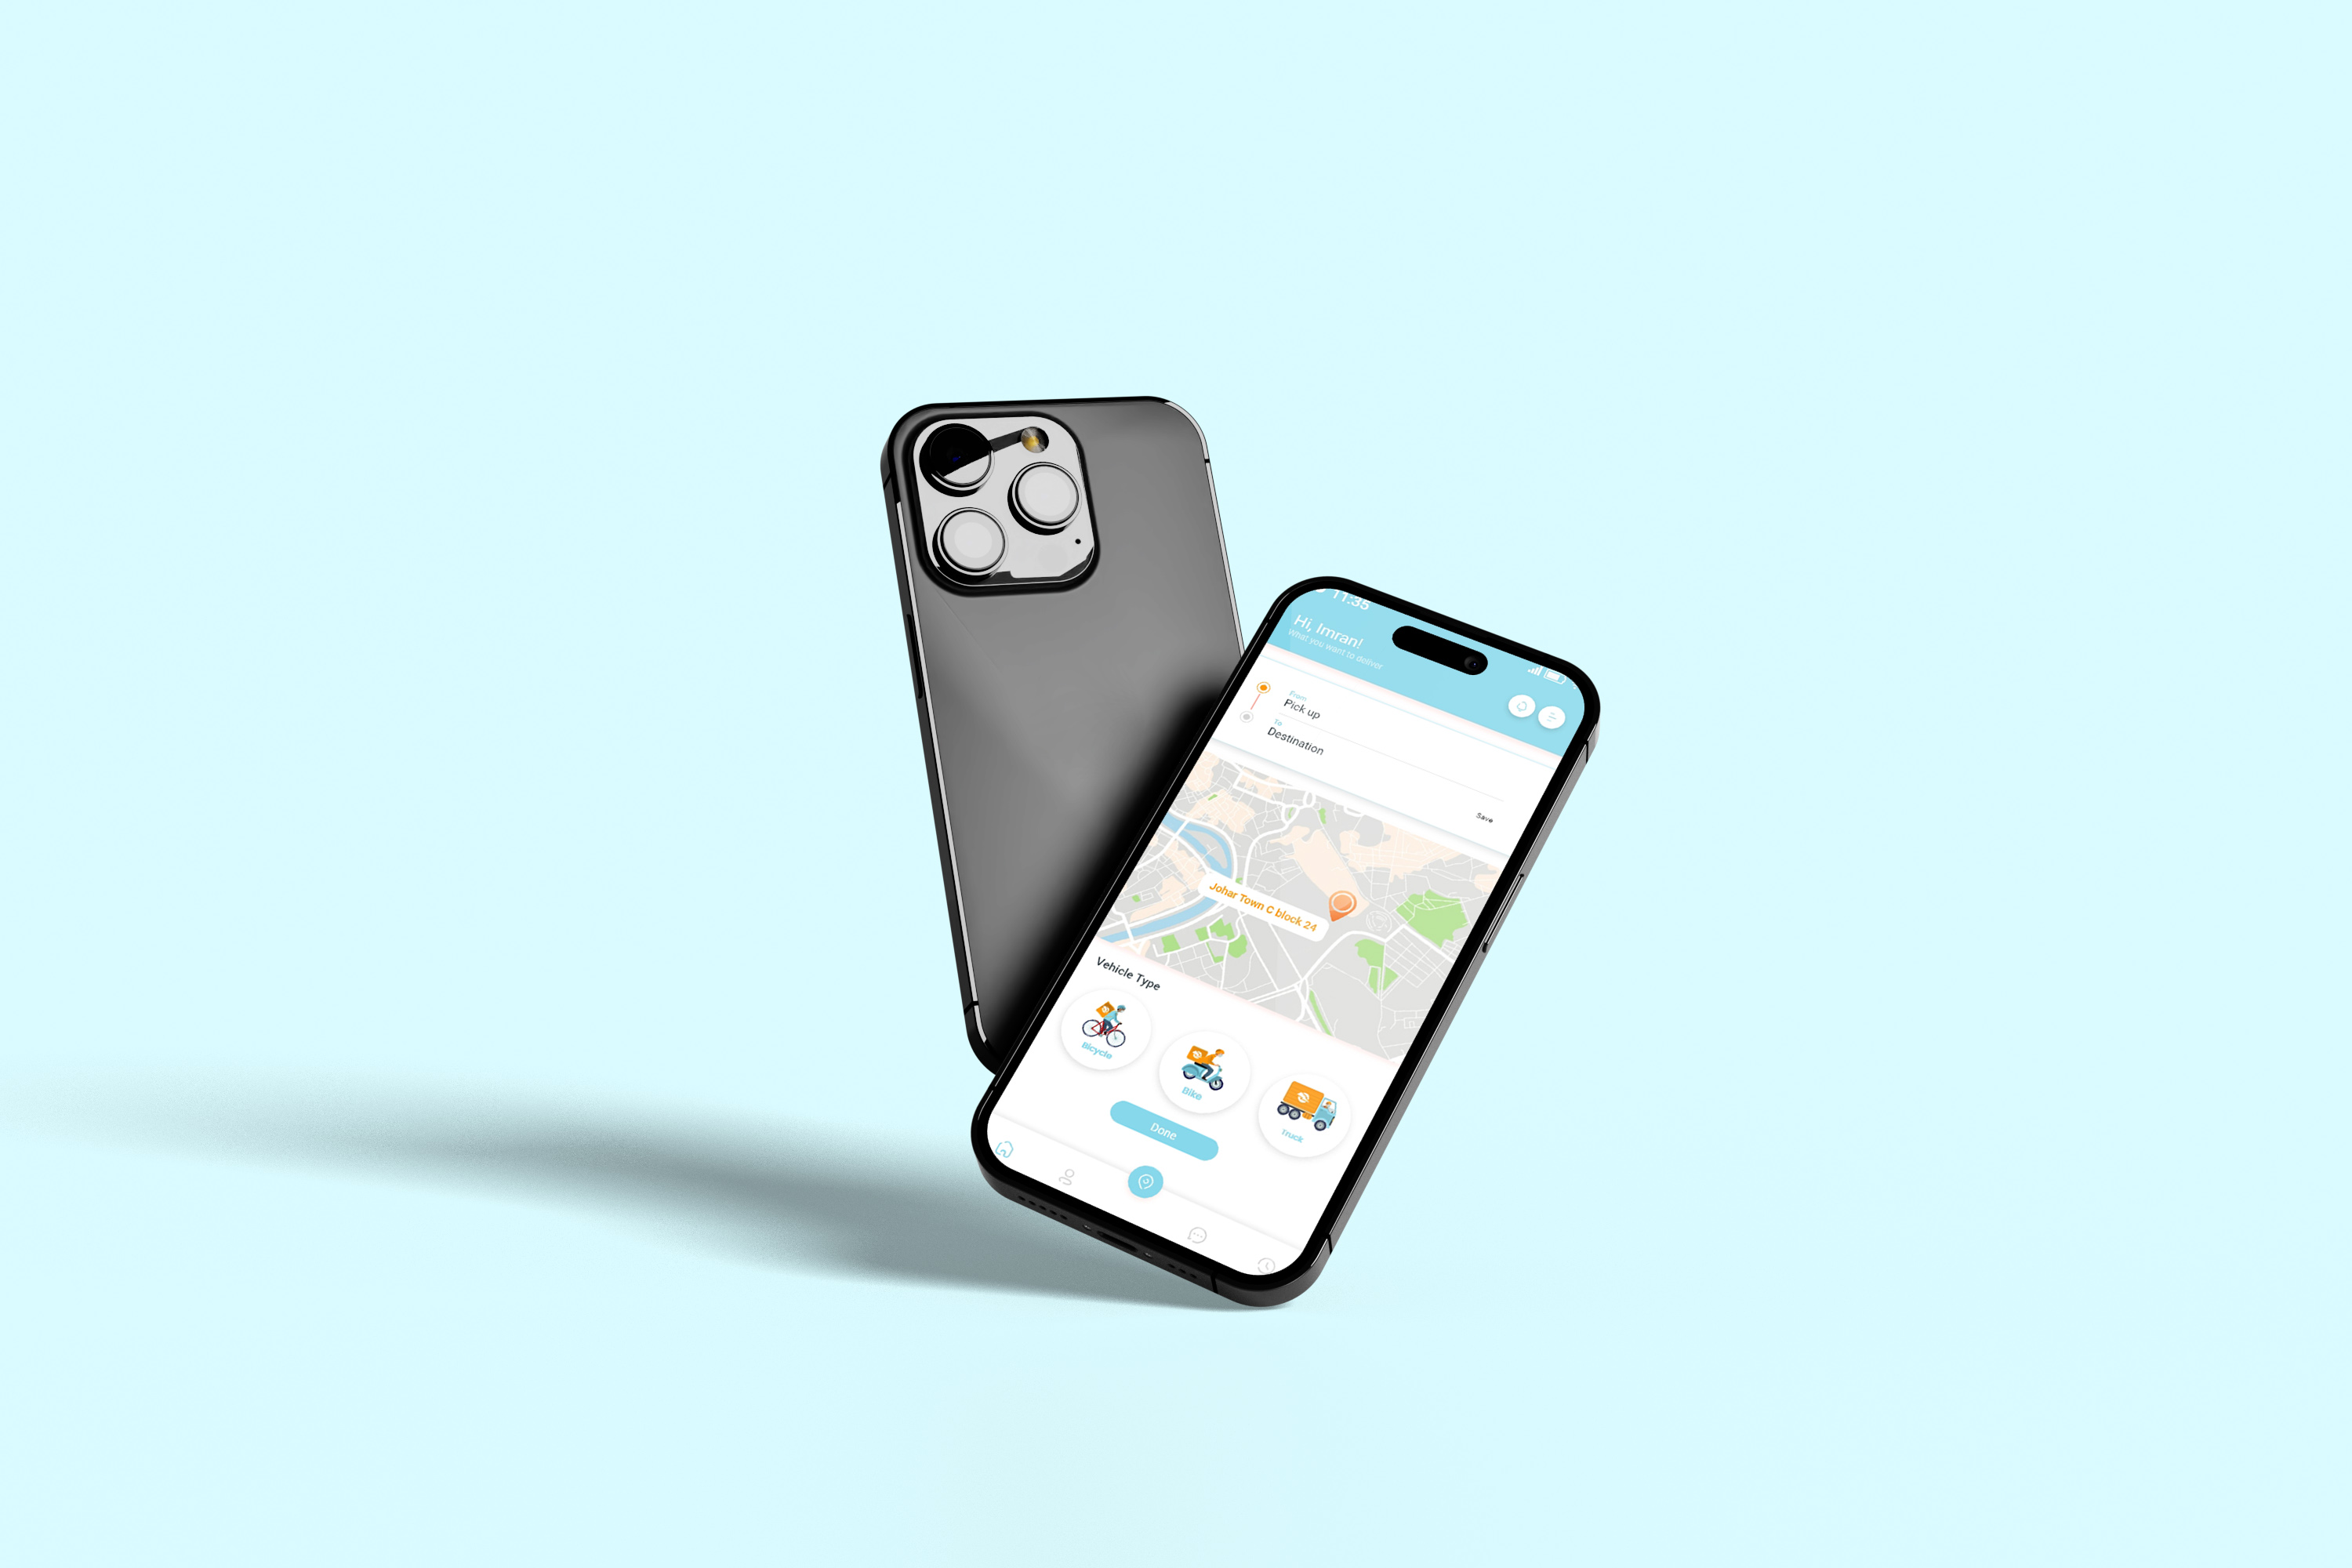 11:35
Hi, Imran!
What you want to deliver
From
Pick up
To
Destination
Save
Johar Town C block 24
Vehicle Type
Bicycle
Bike
Truck
Done